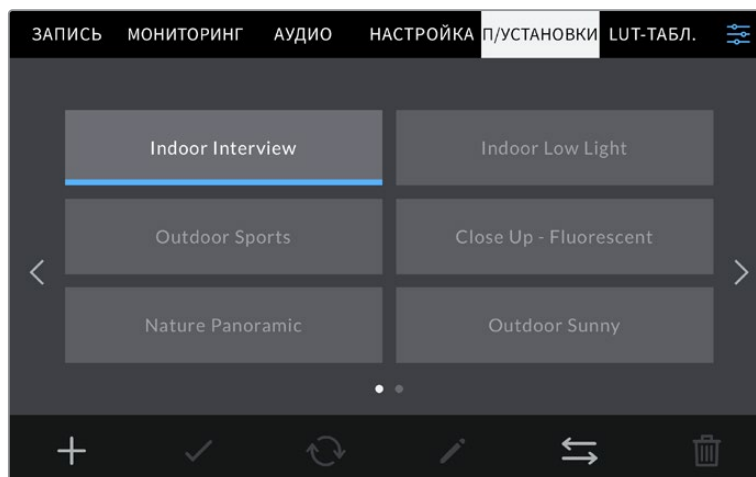 ЗАПИСЬ МОНИТОРИНГ АУДИО НАСТРОЙКА П/УСТАНОВКИ LUT-ТАБЛ.
Indoor Interview Indoor Low Light
Outdoor Sports Close Up - Fluorescent
Nature Panoramic Outdoor Sunny